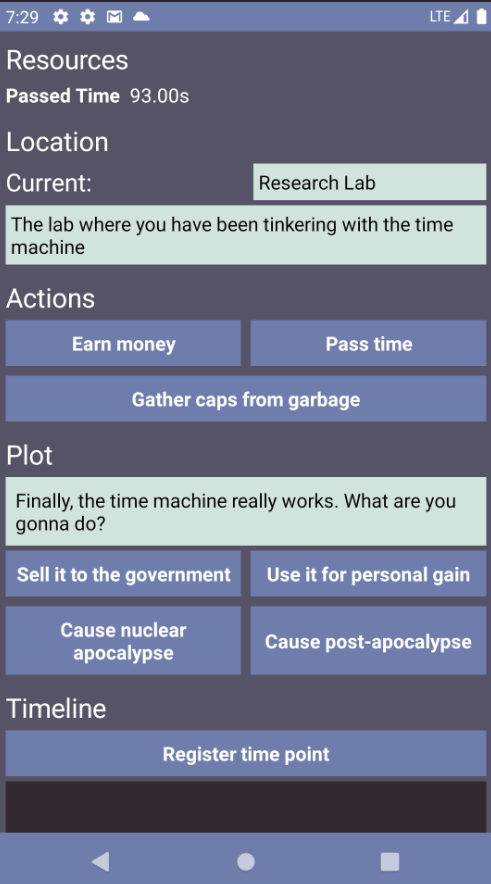 7:29 LTE
Resources
Passed Time 93.00s
Location
Current: Research Lab
The lab where you have been tinkering with the time
machine
Actions
Earn money Pass time
Gather caps from garbage
Plot
Finally, the time machine really works. What are you
gonna do?
Sell it to the government Use it for personal gain
Cause nuclear
apocalypse
Cause post-apocalypse
Timeline
Register time point